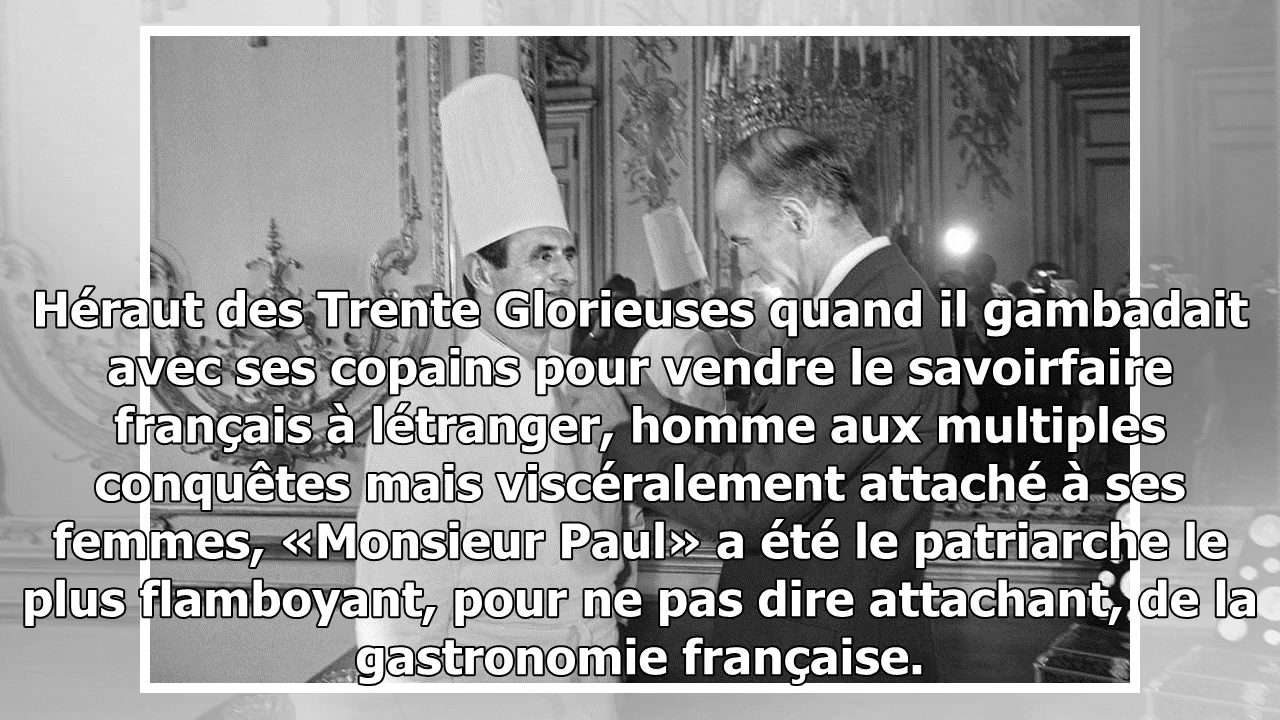 Héraut des Trente Glorieuses quand il gambadait
avec ses copains pour vendre le savoirfaire
français à létranger, homme aux multiples
conquêtes mais viscéralement attaché à ses
femmes, «Monsieur Paul» a été le patriarche le
plus flamboyant, pour ne pas dire attachant, de la
gastronomie française.